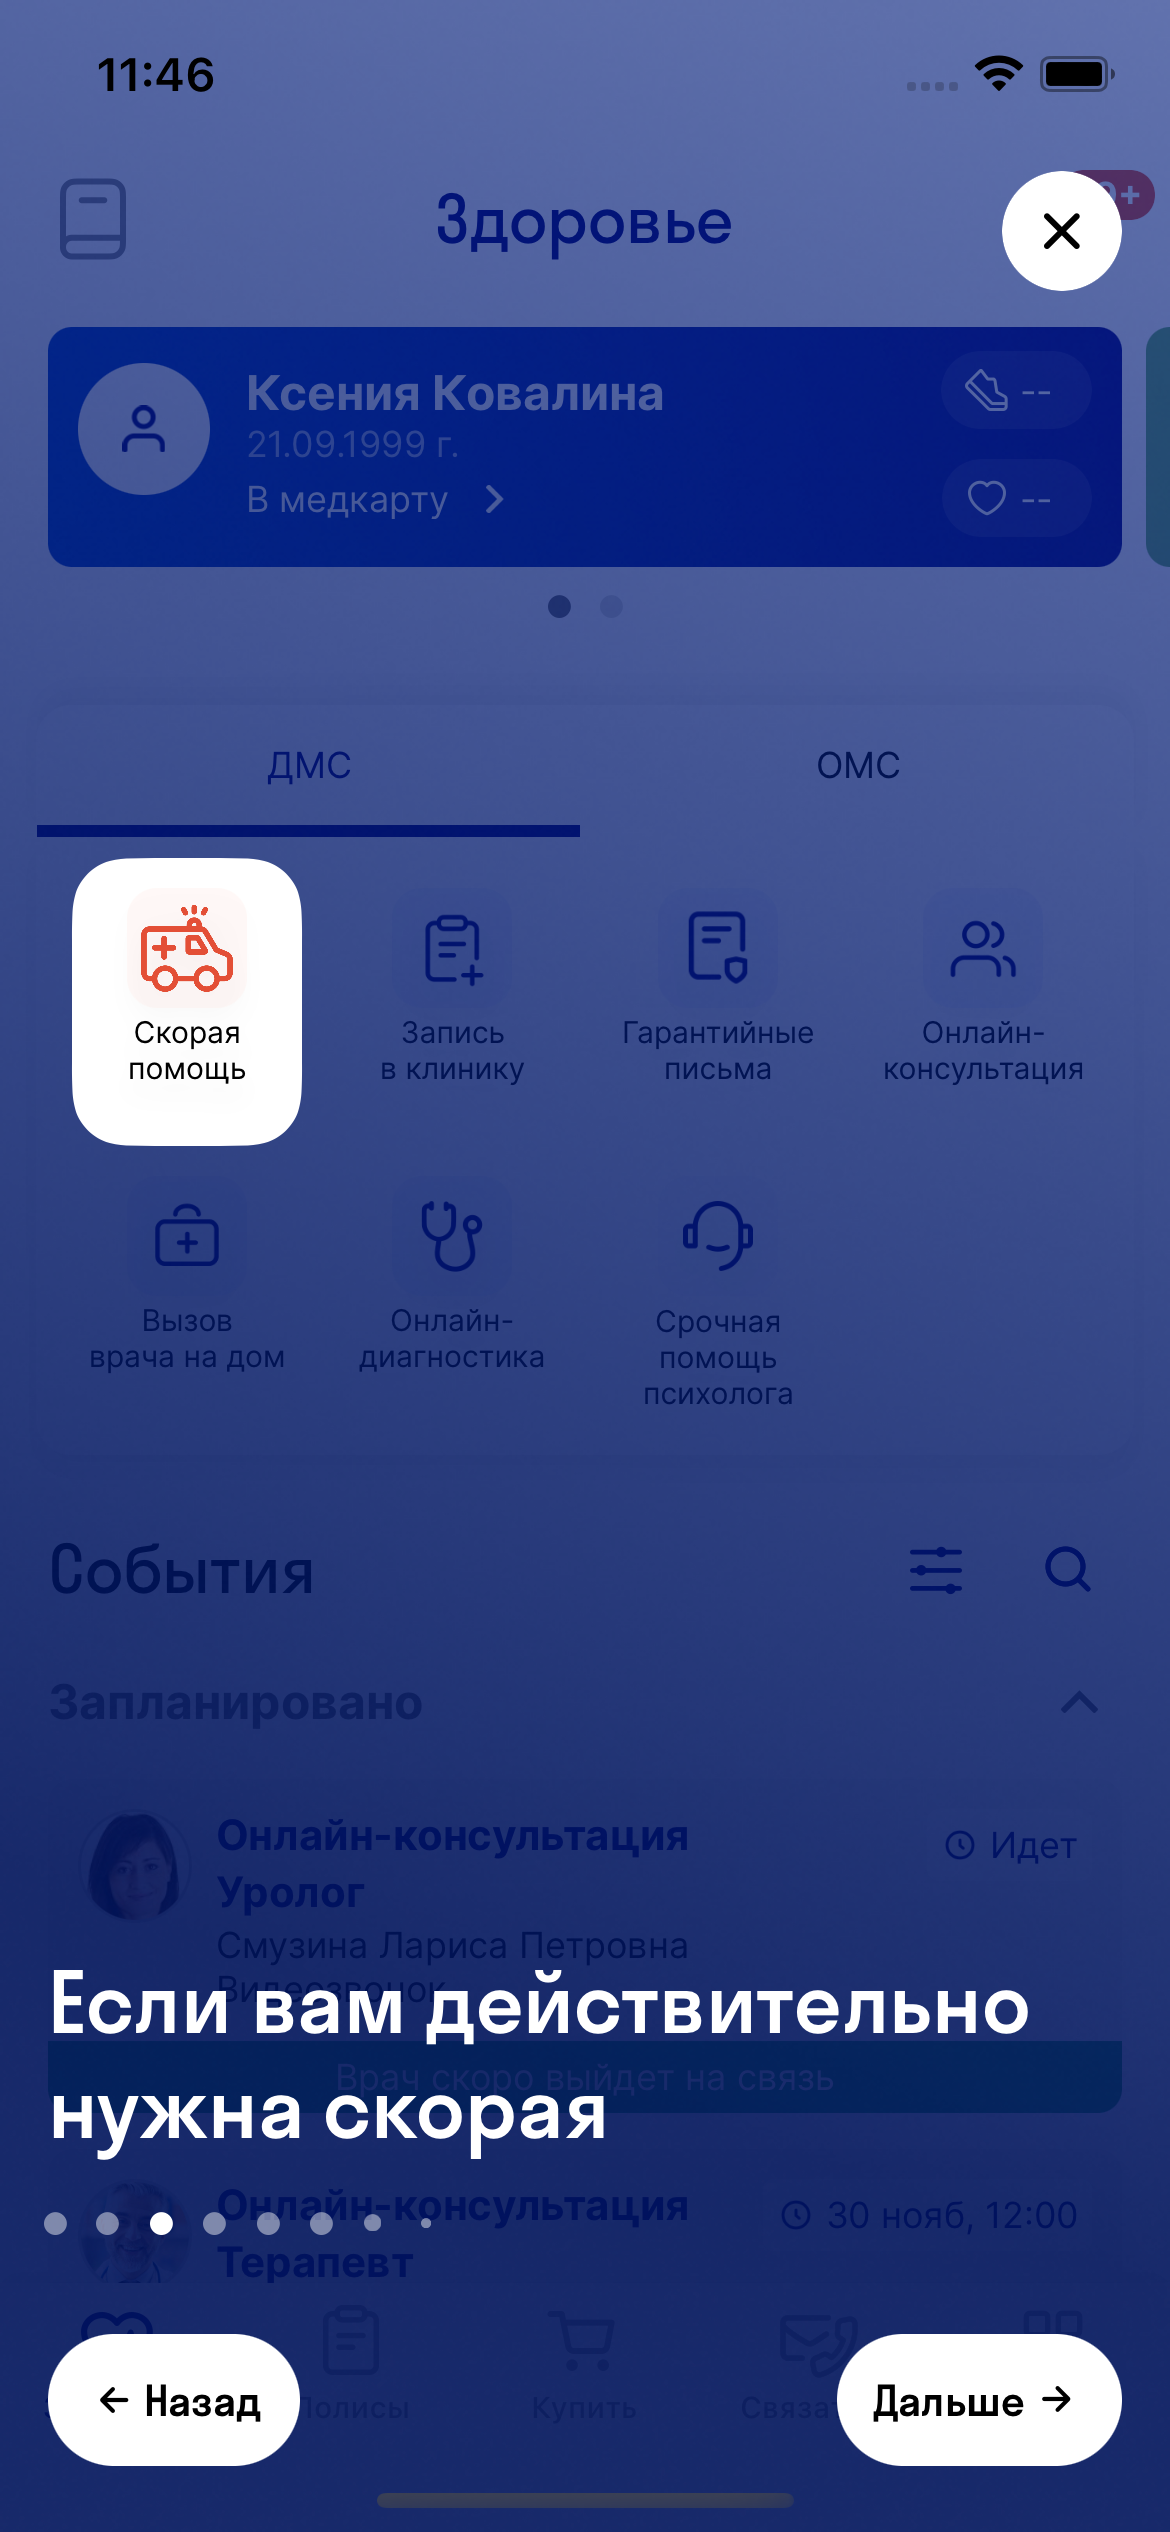 11:46
Здоровье
9+
Ксения Ковалина
21.09.1999 г.
В медкарту
--
--
ДМС
ОМС
Скорая
помощь
Запись
в клинику
Гарантийные
письма
Онлайн-
консультация
Вызов
врача на дом
Онлайн-
диагностика
Срочная
помощь
психолога
События
Запланировано
Онлайн-консультация
Уролог
Идет
Смузина Лариса Петровна
Видеозвонок
Если вам действительно
нужна скорая
Врач скоро выйдет на связь
Онлайн-консультация
Терапевт
30 нояб, 12:00
Купить
Назад
Дальше